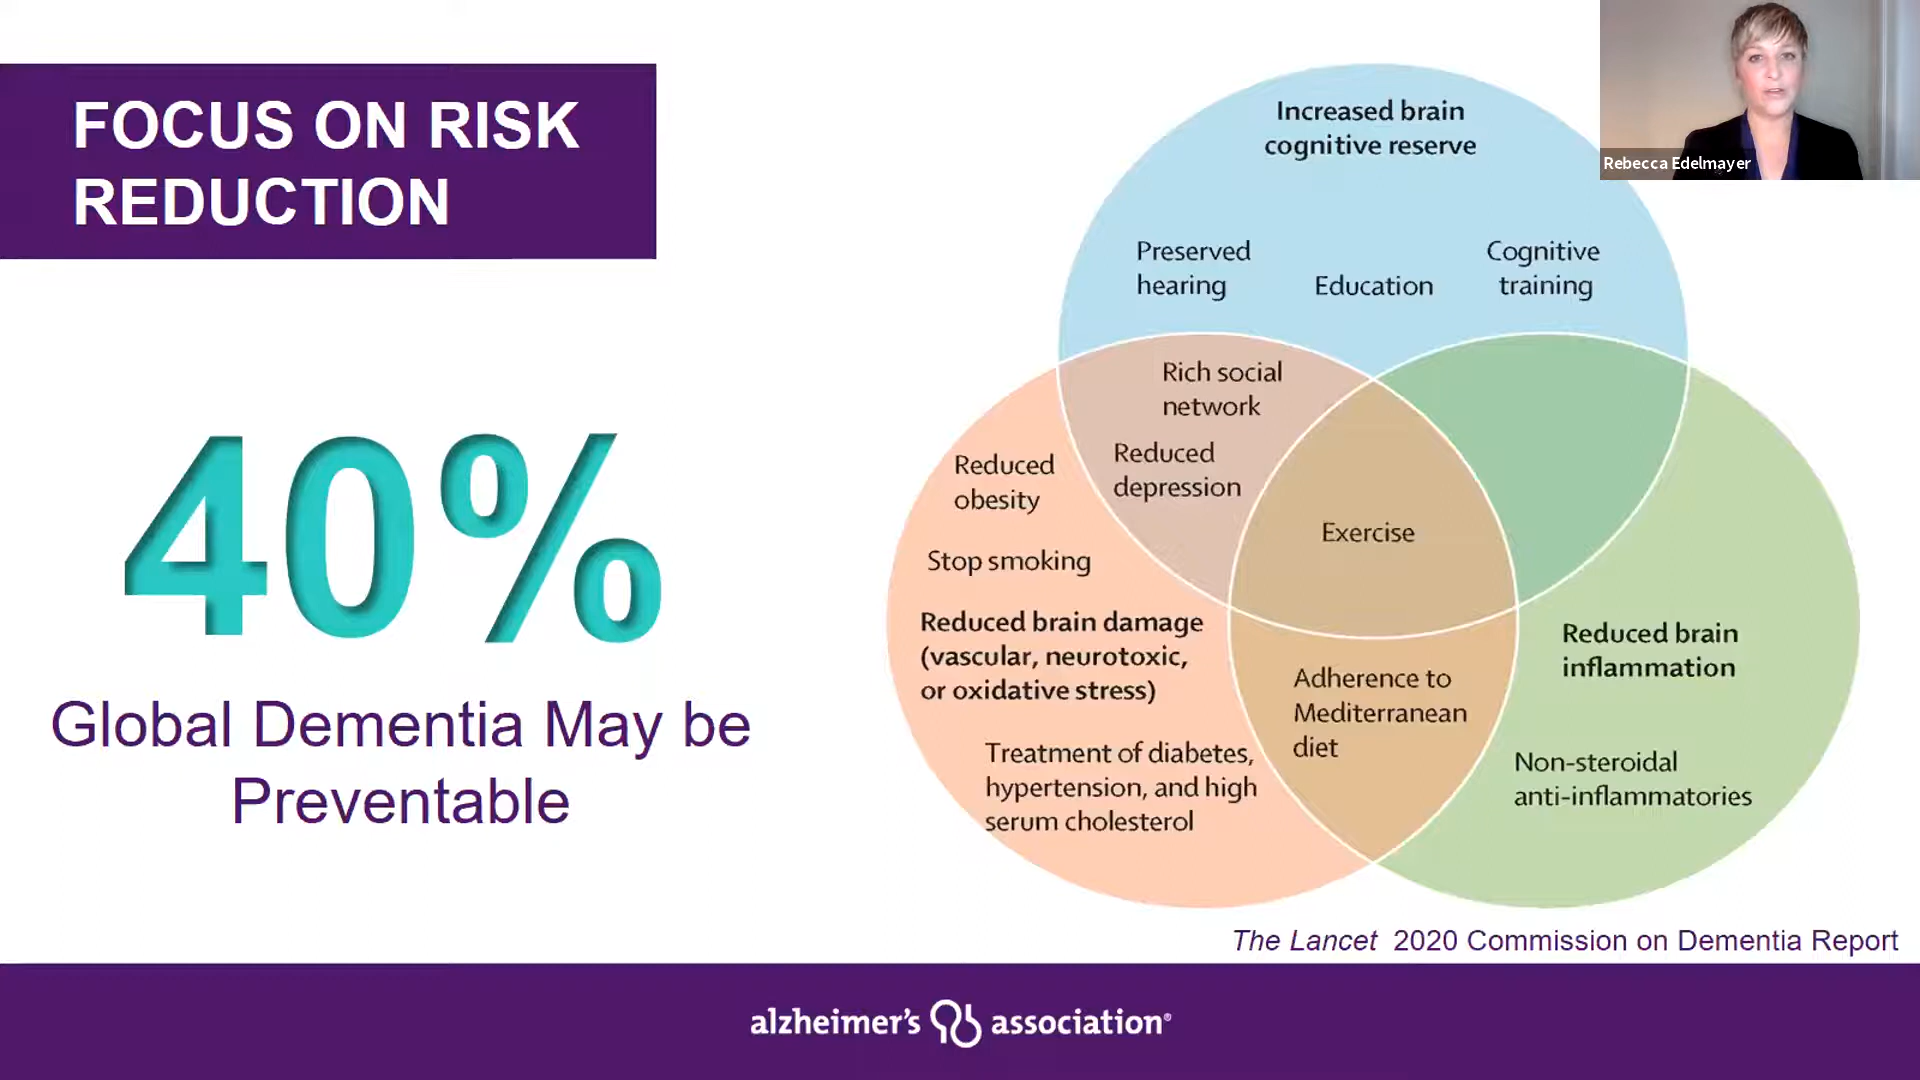 FOCUS ON RISK
REDUCTION
40%
Global Dementia May be
Preventable
Increased brain
cognitive reserve
Preserved
hearing
Education
Cognitive
training
Rich social
network
Reduced
depression
Reduced
obesity
Stop smoking
Exercise
Reduced brain damage
(vascular, neurotoxic,
or oxidative stress)
Reduced brain
inflammation
Adherence to
Mediterranean
diet
Treatment of diabetes,
hypertension, and high
serum cholesterol
Non-steroidal
anti-inflammatories
The Lancet 2020 Commission on Dementia Report
alzheimer's association®
Rebecca Edelmayer